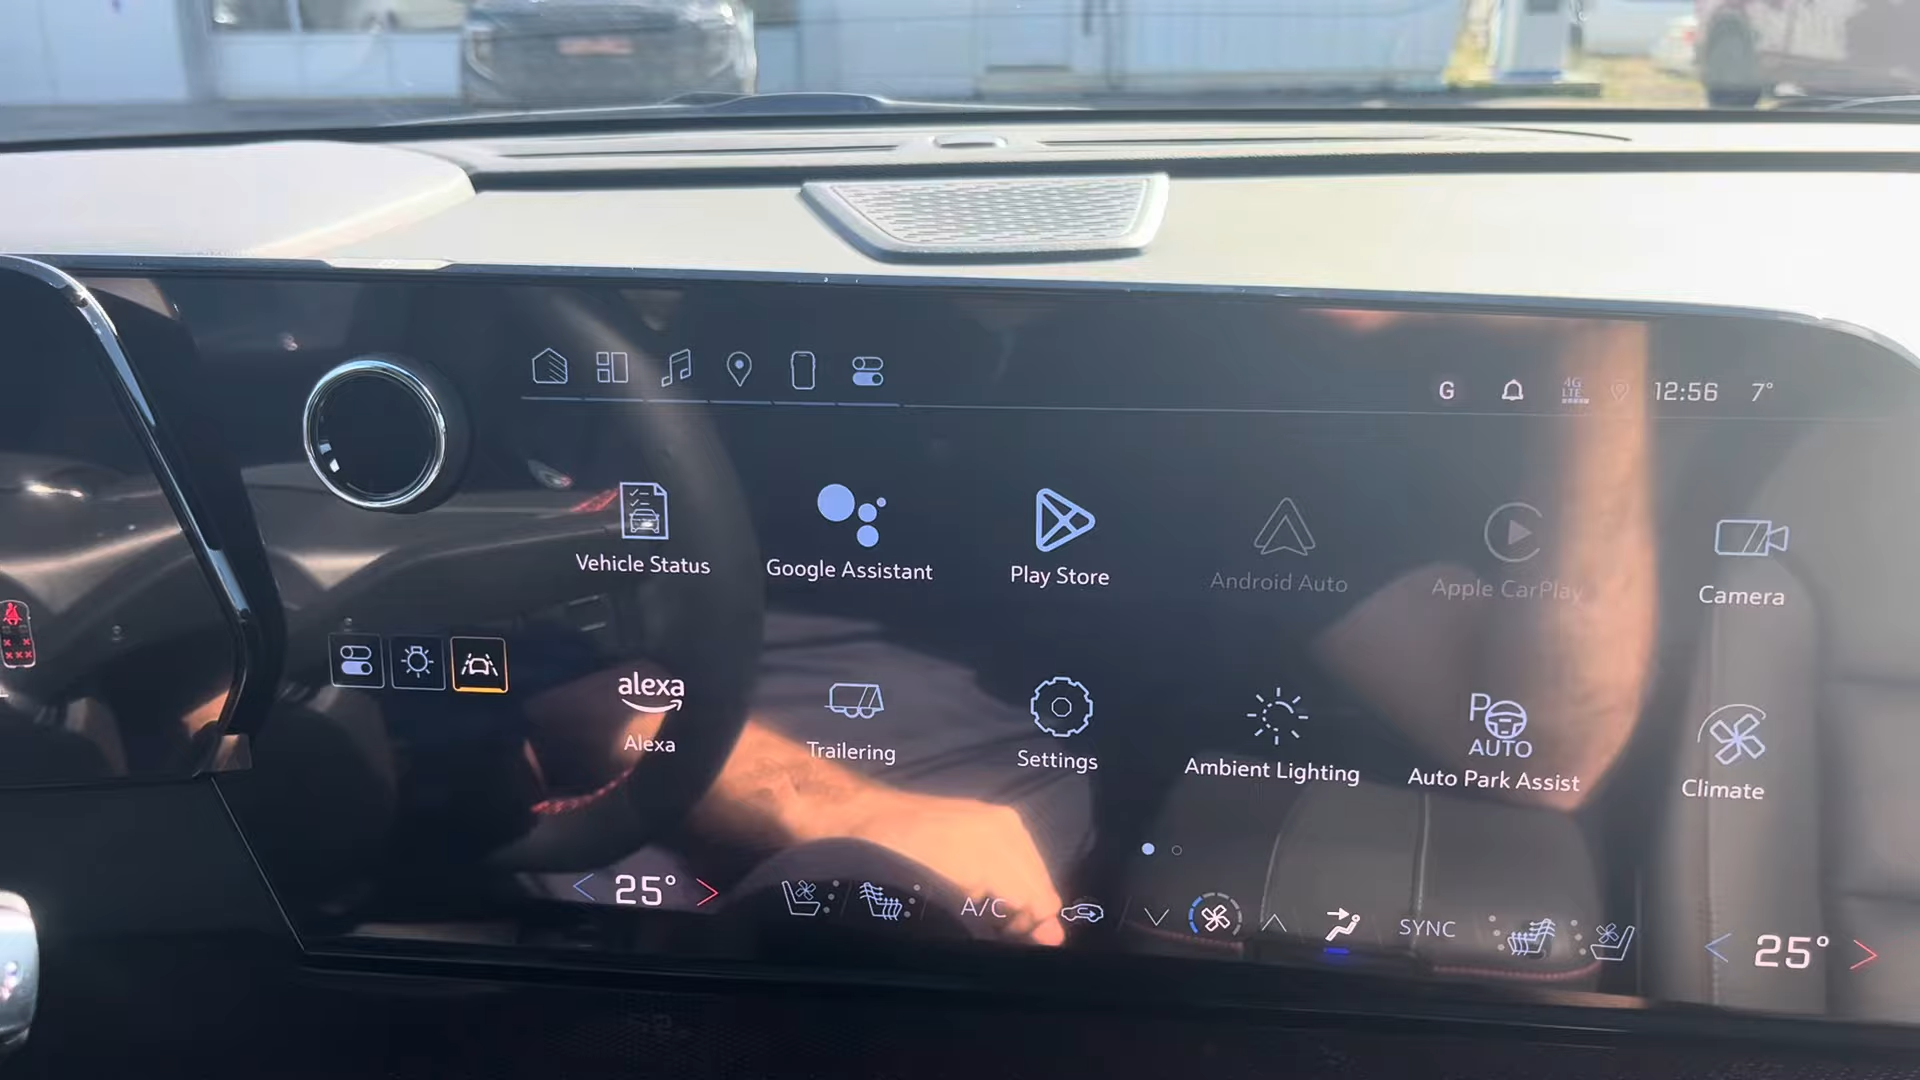 G 4G LTE 12:56 7°
Vehicle Status Google Assistant Play Store Android Auto Apple CarPlay Camera
alexa
P
AUTO
Alexa Trailering Settings Ambient Lighting Auto Park Assist Climate
25° A/C SYNC 25°